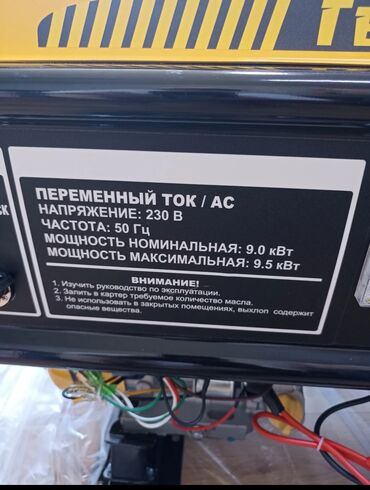 ПЕРЕМЕННЫЙ ТОК / AC
НАПРЯЖЕНИЕ: 230 В
ЧАСТОТА: 50 Гц
МОЩНОСТЬ НОМИНАЛЬНАЯ: 9.0 кВт
МОЩНОСТЬ МАКСИМАЛЬНАЯ: 9.5 кВт
ВНИМАНИЕ!
1. Изучить руководство по эксплуатации.
2. Залить в картер требуемое количество масла.
3. Не использовать в закрытых помещениях, выхлоп содержит
опасные вещества.